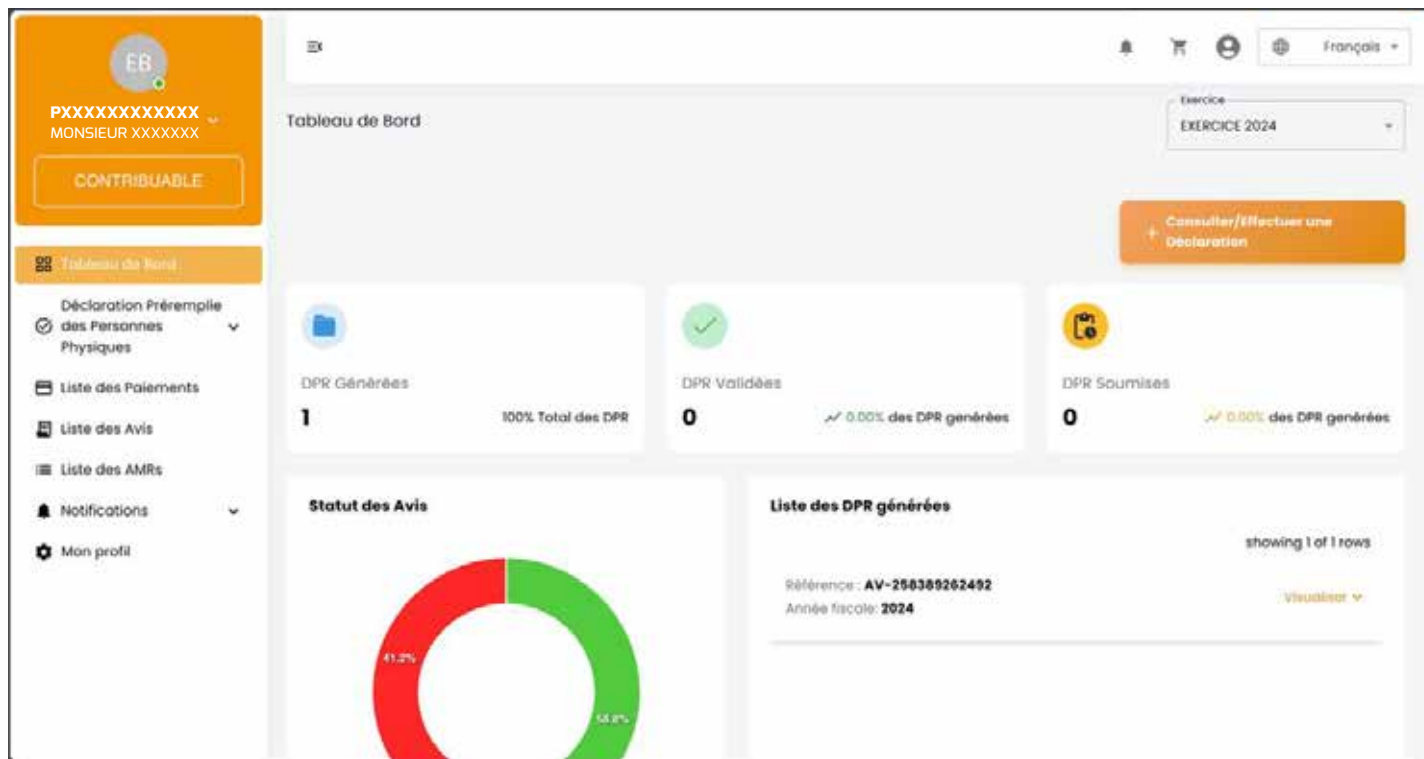 EB
PXXXXXXXXXXXX
MONSIEUR XXXXXXX
CONTRIBUABLE
Tableau de Bord
Déclaration Préremplie
des Personnes
Physiques
Liste des Paiements
Liste des Avis
Liste des AMRs
Notifications
Mon profil
Français
Tableau de Bord
Exercice
EXERCICE 2024
+ Consulter/Effectuer une
Déclaration
DPR Générées
1
100% Total des DPR
DPR Validées
0
0.00% des DPR genérées
DPR Soumises
0
0.00% des DPR genérées
Statut des Avis
41.2%
58.8%
Liste des DPR générées
showing 1 of 1 rows
Référence : AV-258389262492
Année fiscale: 2024
Visualiser